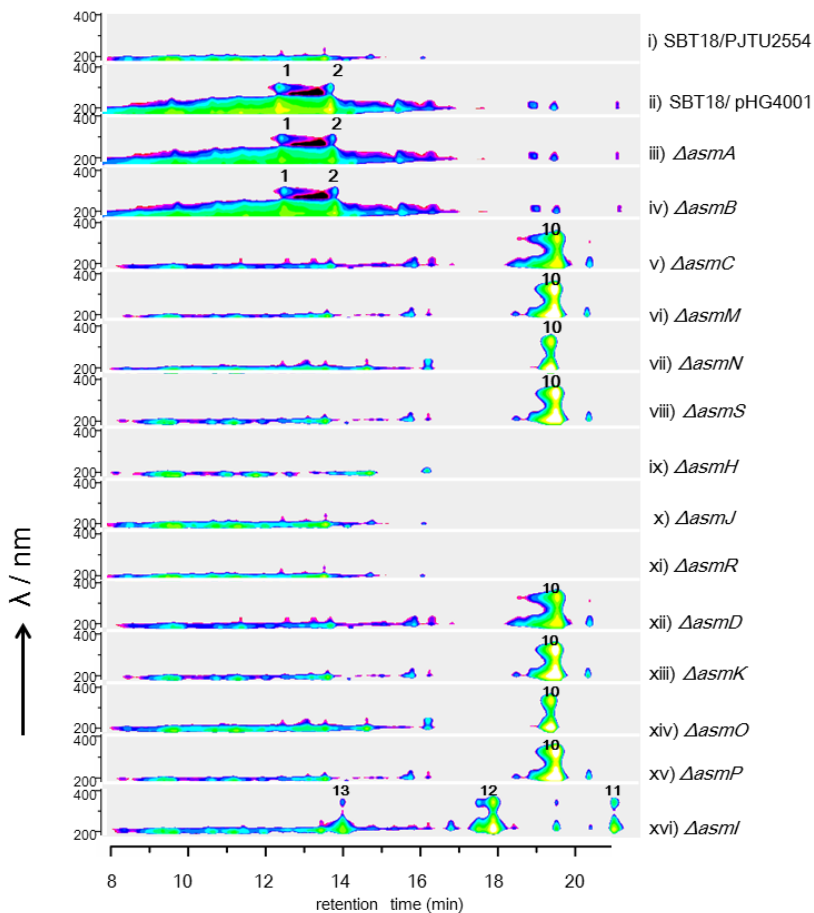 400
200
i) SBT18/PJTU2554
400
1 2
200
ii) SBT18/ pHG4001
400
1 2
200
iii) ΔasmA
400
1 2
200
iv) ΔasmB
400
10
200
v) ΔasmC
400
10
200
vi) ΔasmM
400
10
200
vii) ΔasmN
400
10
200
viii) ΔasmS
400
200
ix) ΔasmH
400
200
x) ΔasmJ
400
200
xi) ΔasmR
400
10
200
xii) ΔasmD
400
10
200
xiii) ΔasmK
400
10
200
xiv) ΔasmO
400
10
200
xv) ΔasmP
400
13 12 11
200
xvi) ΔasmI
λ / nm
8 10 12 14 16 18 20
retention time (min)